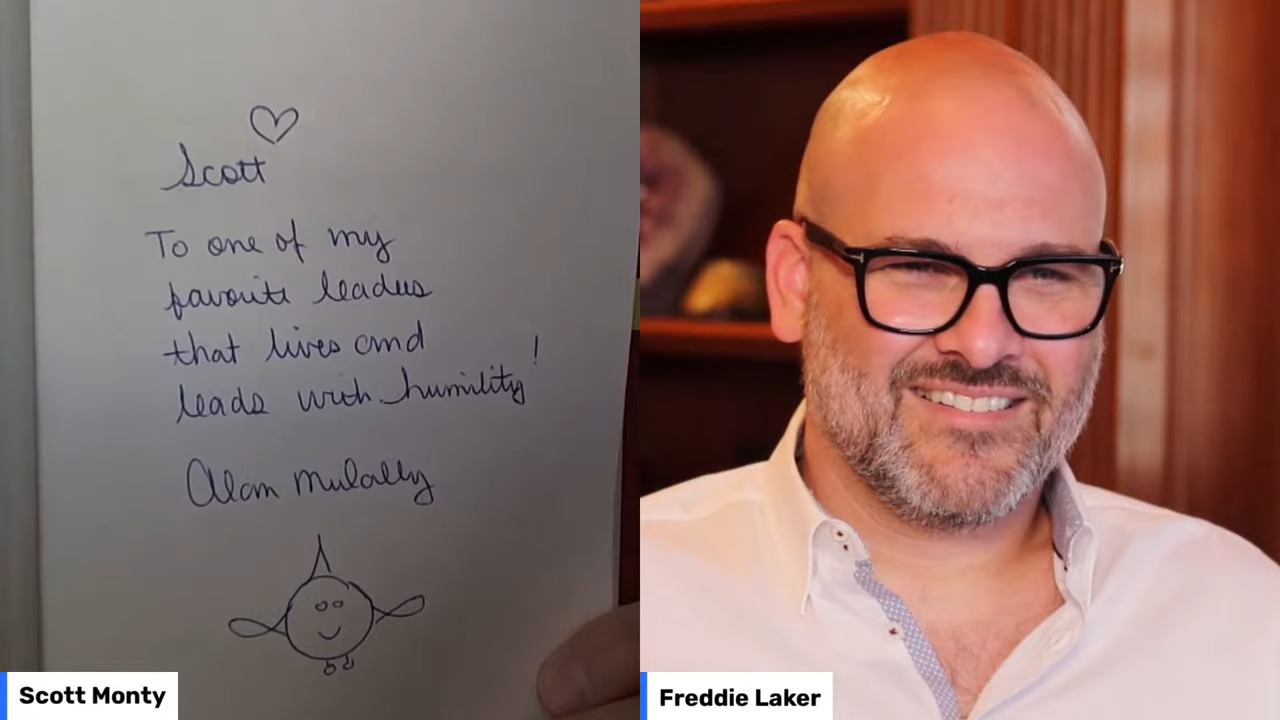 Scott
To one of my
favorite leaders
that lives and
leads with humility!
Alan Mulally
Scott Monty
Freddie Laker